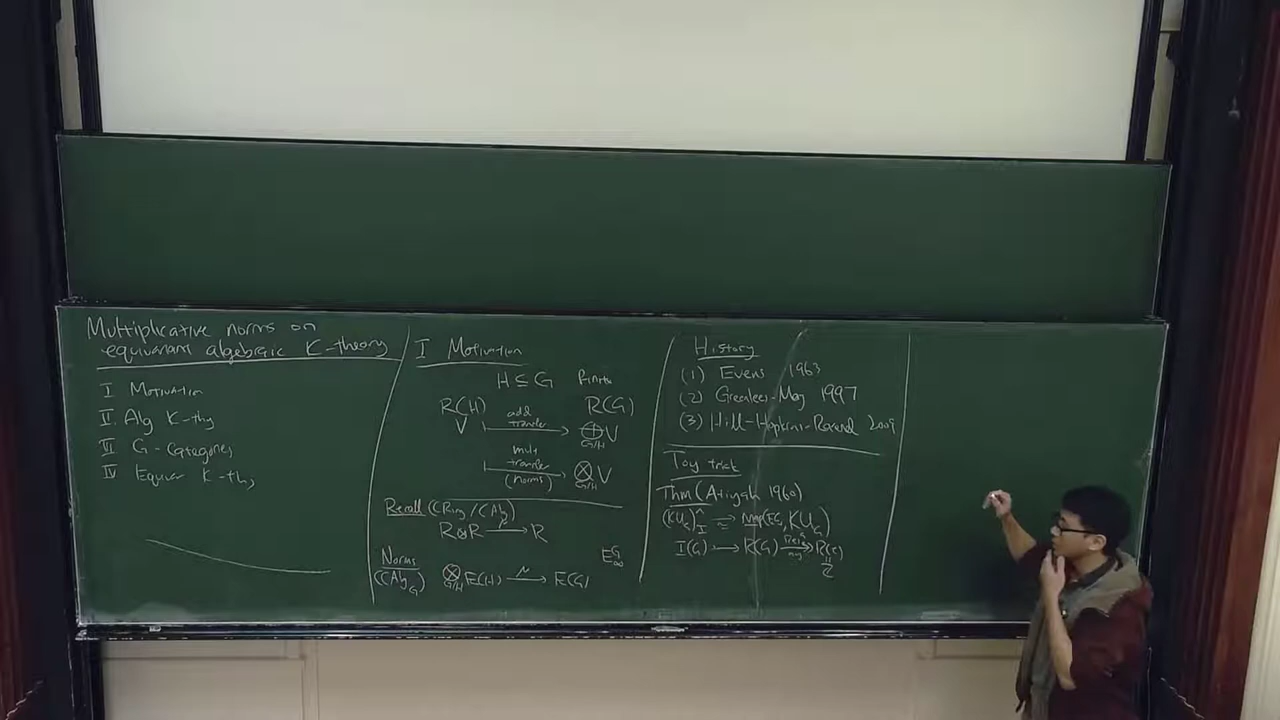 Multiplicative norms on
equivariant algebraic K-theory
I Motivation
II Alg K-thy
III G-Categories
IV Equivar K-thy
I Motivation
H ⊆ G finite
R(H) R(G)
V add transfer ⊕ V
G/H
mult transfer (norms) ⊗ V
G/H
Recall (CRing/CAlg)
R⊗R →μ R
Norms (CAlg_G) ⊗ E(H) →μ E(G) E∞^G
G/H
History
(1) Evens 1963
(2) Greenlees-May 1997
(3) Hill-Hopkins-Ravenel 2009
Toy trick
Thm (Atiyah 1960)
(KU_G)^∧_I →≃ map(EG, KU_G)
I(G) → R(G) → R(e)